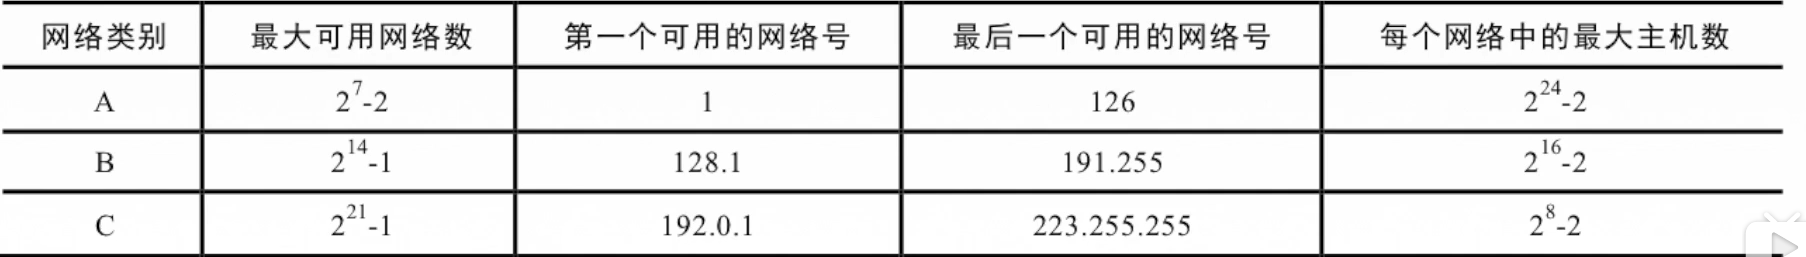 网络类别 最大可用网络数 第一个可用的网络号 最后一个可用的网络号 每个网络中的最大主机数
A 2^7-2 1 126 2^24-2
B 2^14-1 128.1 191.255 2^16-2
C 2^21-1 192.0.1 223.255.255 2^8-2